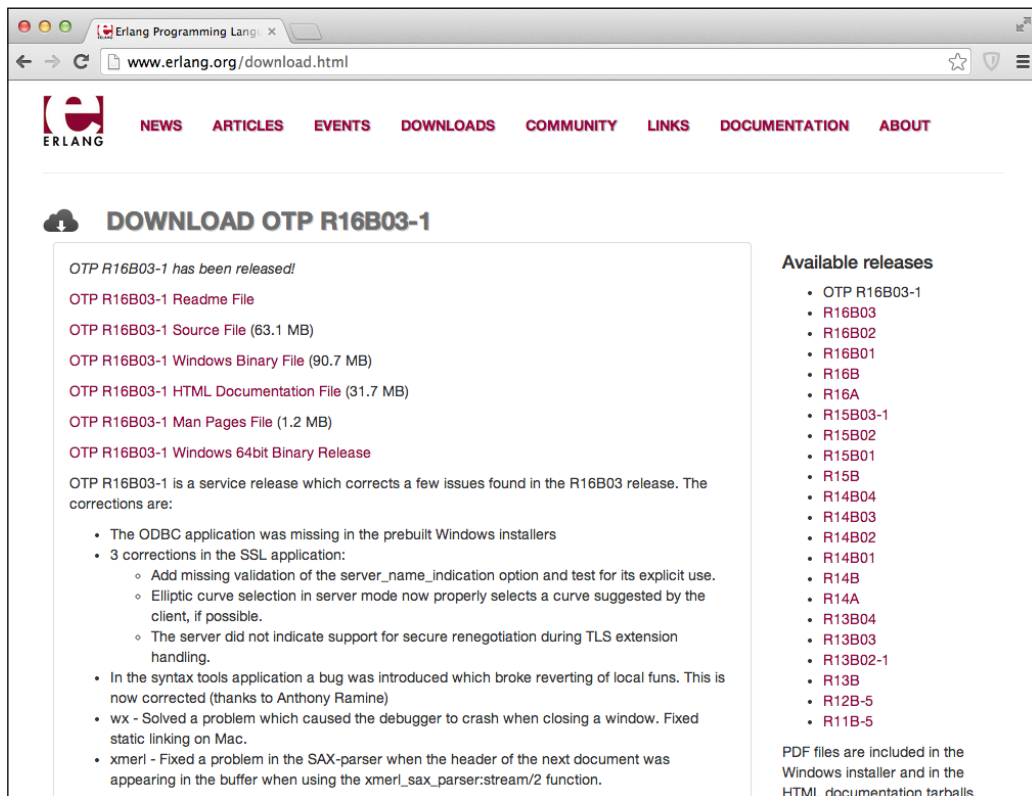 Erlang Programming Langu
www.erlang.org/download.html
ERLANG
NEWS ARTICLES EVENTS DOWNLOADS COMMUNITY LINKS DOCUMENTATION ABOUT
DOWNLOAD OTP R16B03-1
OTP R16B03-1 has been released!
OTP R16B03-1 Readme File
OTP R16B03-1 Source File (63.1 MB)
OTP R16B03-1 Windows Binary File (90.7 MB)
OTP R16B03-1 HTML Documentation File (31.7 MB)
OTP R16B03-1 Man Pages File (1.2 MB)
OTP R16B03-1 Windows 64bit Binary Release
OTP R16B03-1 is a service release which corrects a few issues found in the R16B03 release. The
corrections are:
• The ODBC application was missing in the prebuilt Windows installers
• 3 corrections in the SSL application:
◦ Add missing validation of the server_name_indication option and test for its explicit use.
◦ Elliptic curve selection in server mode now properly selects a curve suggested by the
client, if possible.
◦ The server did not indicate support for secure renegotiation during TLS extension
handling.
• In the syntax tools application a bug was introduced which broke reverting of local funs. This is
now corrected (thanks to Anthony Ramine)
• wx - Solved a problem which caused the debugger to crash when closing a window. Fixed
static linking on Mac.
• xmerl - Fixed a problem in the SAX-parser when the header of the next document was
appearing in the buffer when using the xmerl_sax_parser:stream/2 function.
Available releases
• OTP R16B03-1
• R16B03
• R16B02
• R16B01
• R16B
• R16A
• R15B03-1
• R15B02
• R15B01
• R15B
• R14B04
• R14B03
• R14B02
• R14B01
• R14B
• R14A
• R13B04
• R13B03
• R13B02-1
• R13B
• R12B-5
• R11B-5
PDF files are included in the
Windows installer and in the
HTML documentation tarballs.